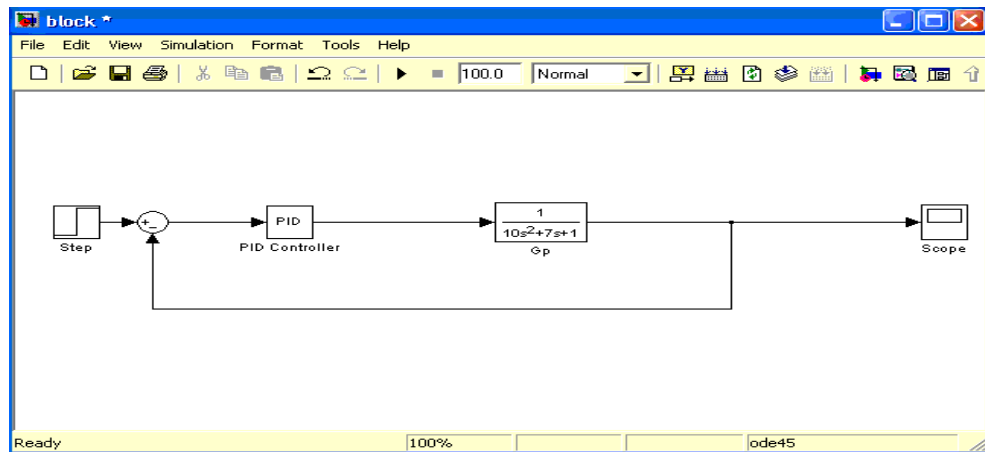 block *
File Edit View Simulation Format Tools Help
100.0 Normal
Step
+
-
PID
PID Controller
1
10s²+7s+1
Gp
Scope
Ready 100% ode45